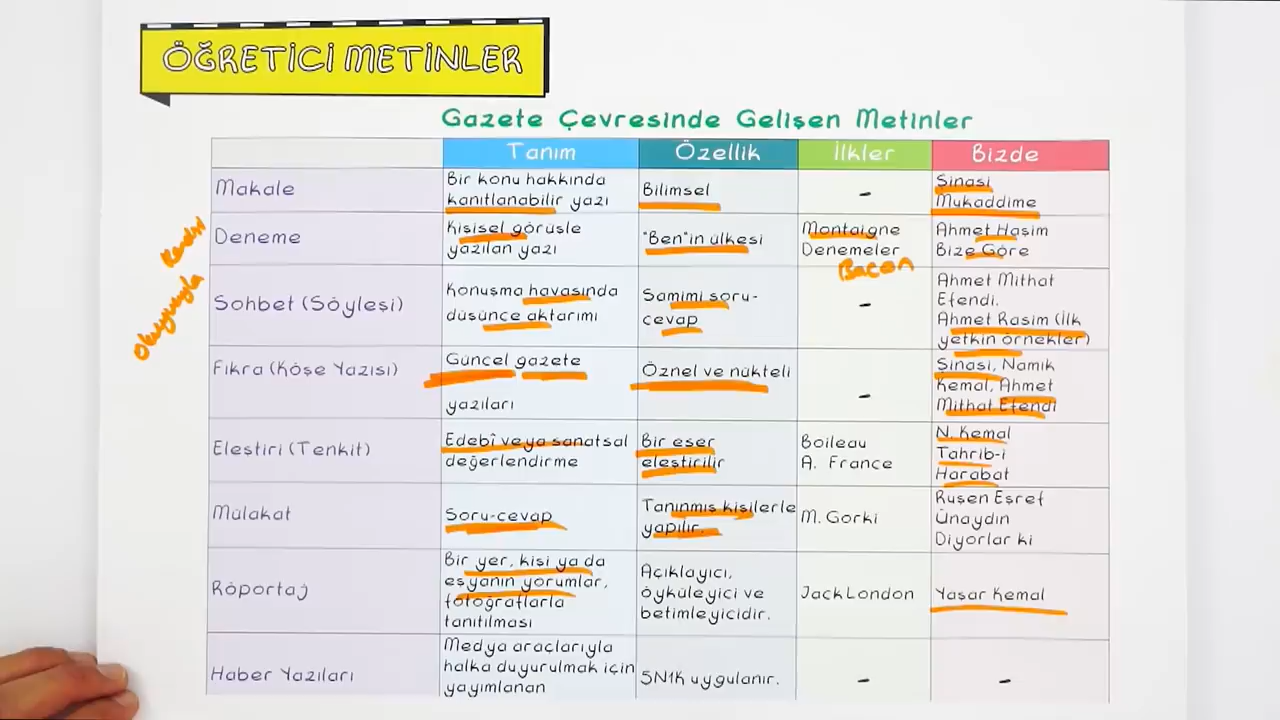 ÖĞRETİCİ METİNLER
Gazete Çevresinde Gelişen Metinler
Tanım Özellik İlkler Bizde
Makale
Bir konu hakkında
kanıtlanabilir yazı
Bilimsel
-
Şinasi
Mukaddime
Kendi
Deneme
Kişisel görüşle
yazılan yazı
"Ben"in ülkesi
Montaigne
Denemeler
Bacon
Ahmet Haşim
Bize Göre
Okuyucuyla
Sohbet (Söyleşi)
Konuşma havasında
düşünce aktarımı
Samimi soru-
cevap
-
Ahmet Mithat
Efendi.
Ahmet Rasim (İlk
yetkin örnekler)
Fıkra (Köşe Yazısı)
Güncel gazete
yazıları
Öznel ve nükteli
-
Şinasi, Namık
Kemal, Ahmet
Mithat Efendi
Eleştiri (Tenkit)
Edebî veya sanatsal
değerlendirme
Bir eser
eleştirilir
Boileau
A. France
N. Kemal
Tahrib-i
Harabat
Mülakat
Soru-cevap
Tanınmış kişilerle
yapılır.
M. Gorki
Ruşen Eşref
Ünaydın
Diyorlar ki
Röportaj
Bir yer, kişi ya da
eşyanın yorumlar,
fotoğraflarla
tanıtılması
Açıklayıcı,
öyküleyici ve
betimleyicidir.
Jack London
Yaşar Kemal
Haber Yazıları
Medya araçlarıyla
halka duyurulmak için
yayımlanan
5N1K uygulanır.
-
-